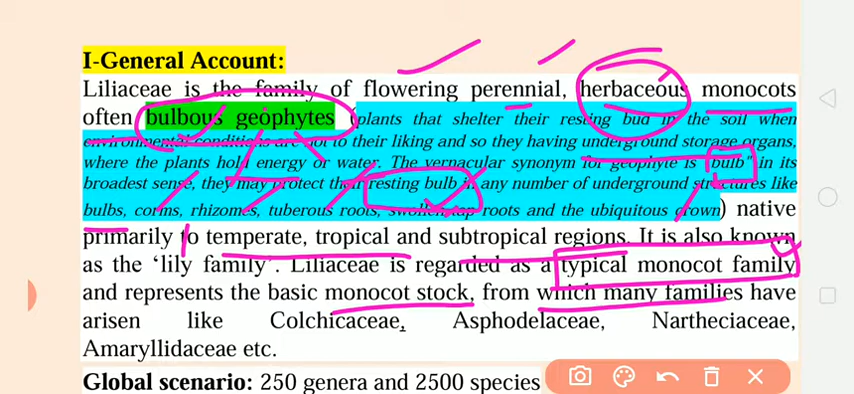 I-General Account:
Liliaceae is the family of flowering perennial, herbaceous monocots
often bulbous geophytes (plants that shelter their resting bud in the soil when
environmental conditions are not to their liking and so they having underground storage organs,
where the plants hold energy or water. The vernacular synonym for geophyte is "bulb" in its
broadest sense, they may protect their resting bulb in any number of underground structures like
bulbs, corms, rhizomes, tuberous roots, swollen tap roots and the ubiquitous crown) native
primarily to temperate, tropical and subtropical regions. It is also known
as the 'lily family'. Liliaceae is regarded as a typical monocot family
and represents the basic monocot stock, from which many families have
arisen like Colchicaceae, Asphodelaceae, Nartheciaceae,
Amaryllidaceae etc.
Global scenario: 250 genera and 2500 species